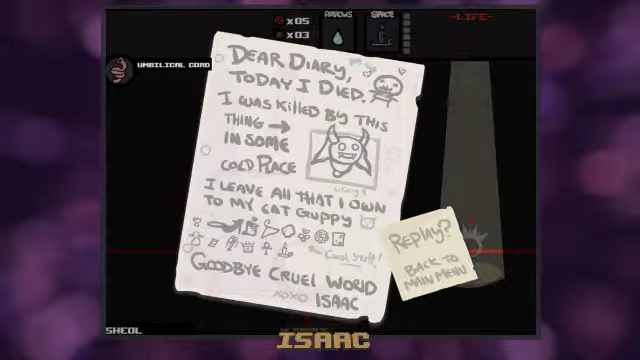 x05
x03
ARROWS
SPACE
-LIFE-
UMBILICAL CORD
DEAR DIARY,
TODAY I DIED.
I WAS KILLED BY THIS
THING
IN SOME
COLD PLACE
I LEAVE ALL THAT I OWN
TO MY CAT GUPPY
Cool Stuff!
GOODBYE CRUEL WORLD
XOXO ISAAC
Replay?
BACK TO
MAIN MENU
SHEOL
ISAAC